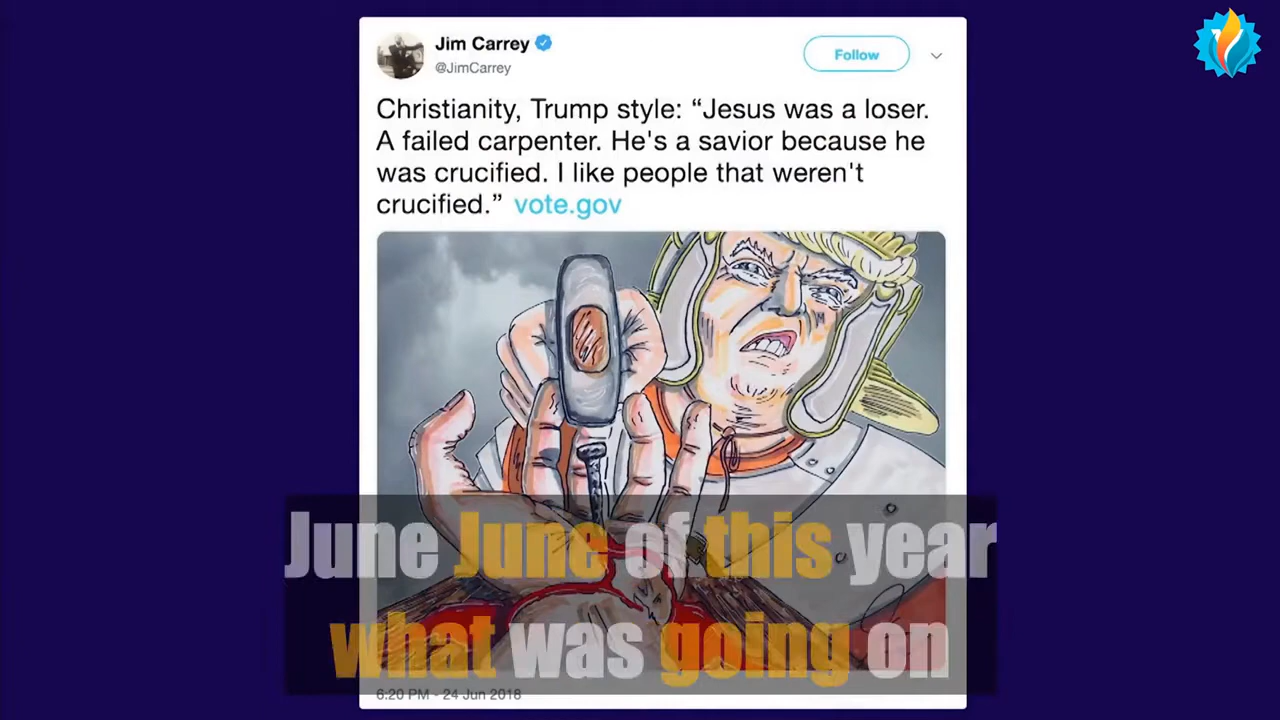 Jim Carrey
@JimCarrey
Follow
Christianity, Trump style: “Jesus was a loser.
A failed carpenter. He's a savior because he
was crucified. I like people that weren't
crucified.” vote.gov
June June of this year
what was going on
6:20 PM - 24 Jun 2018